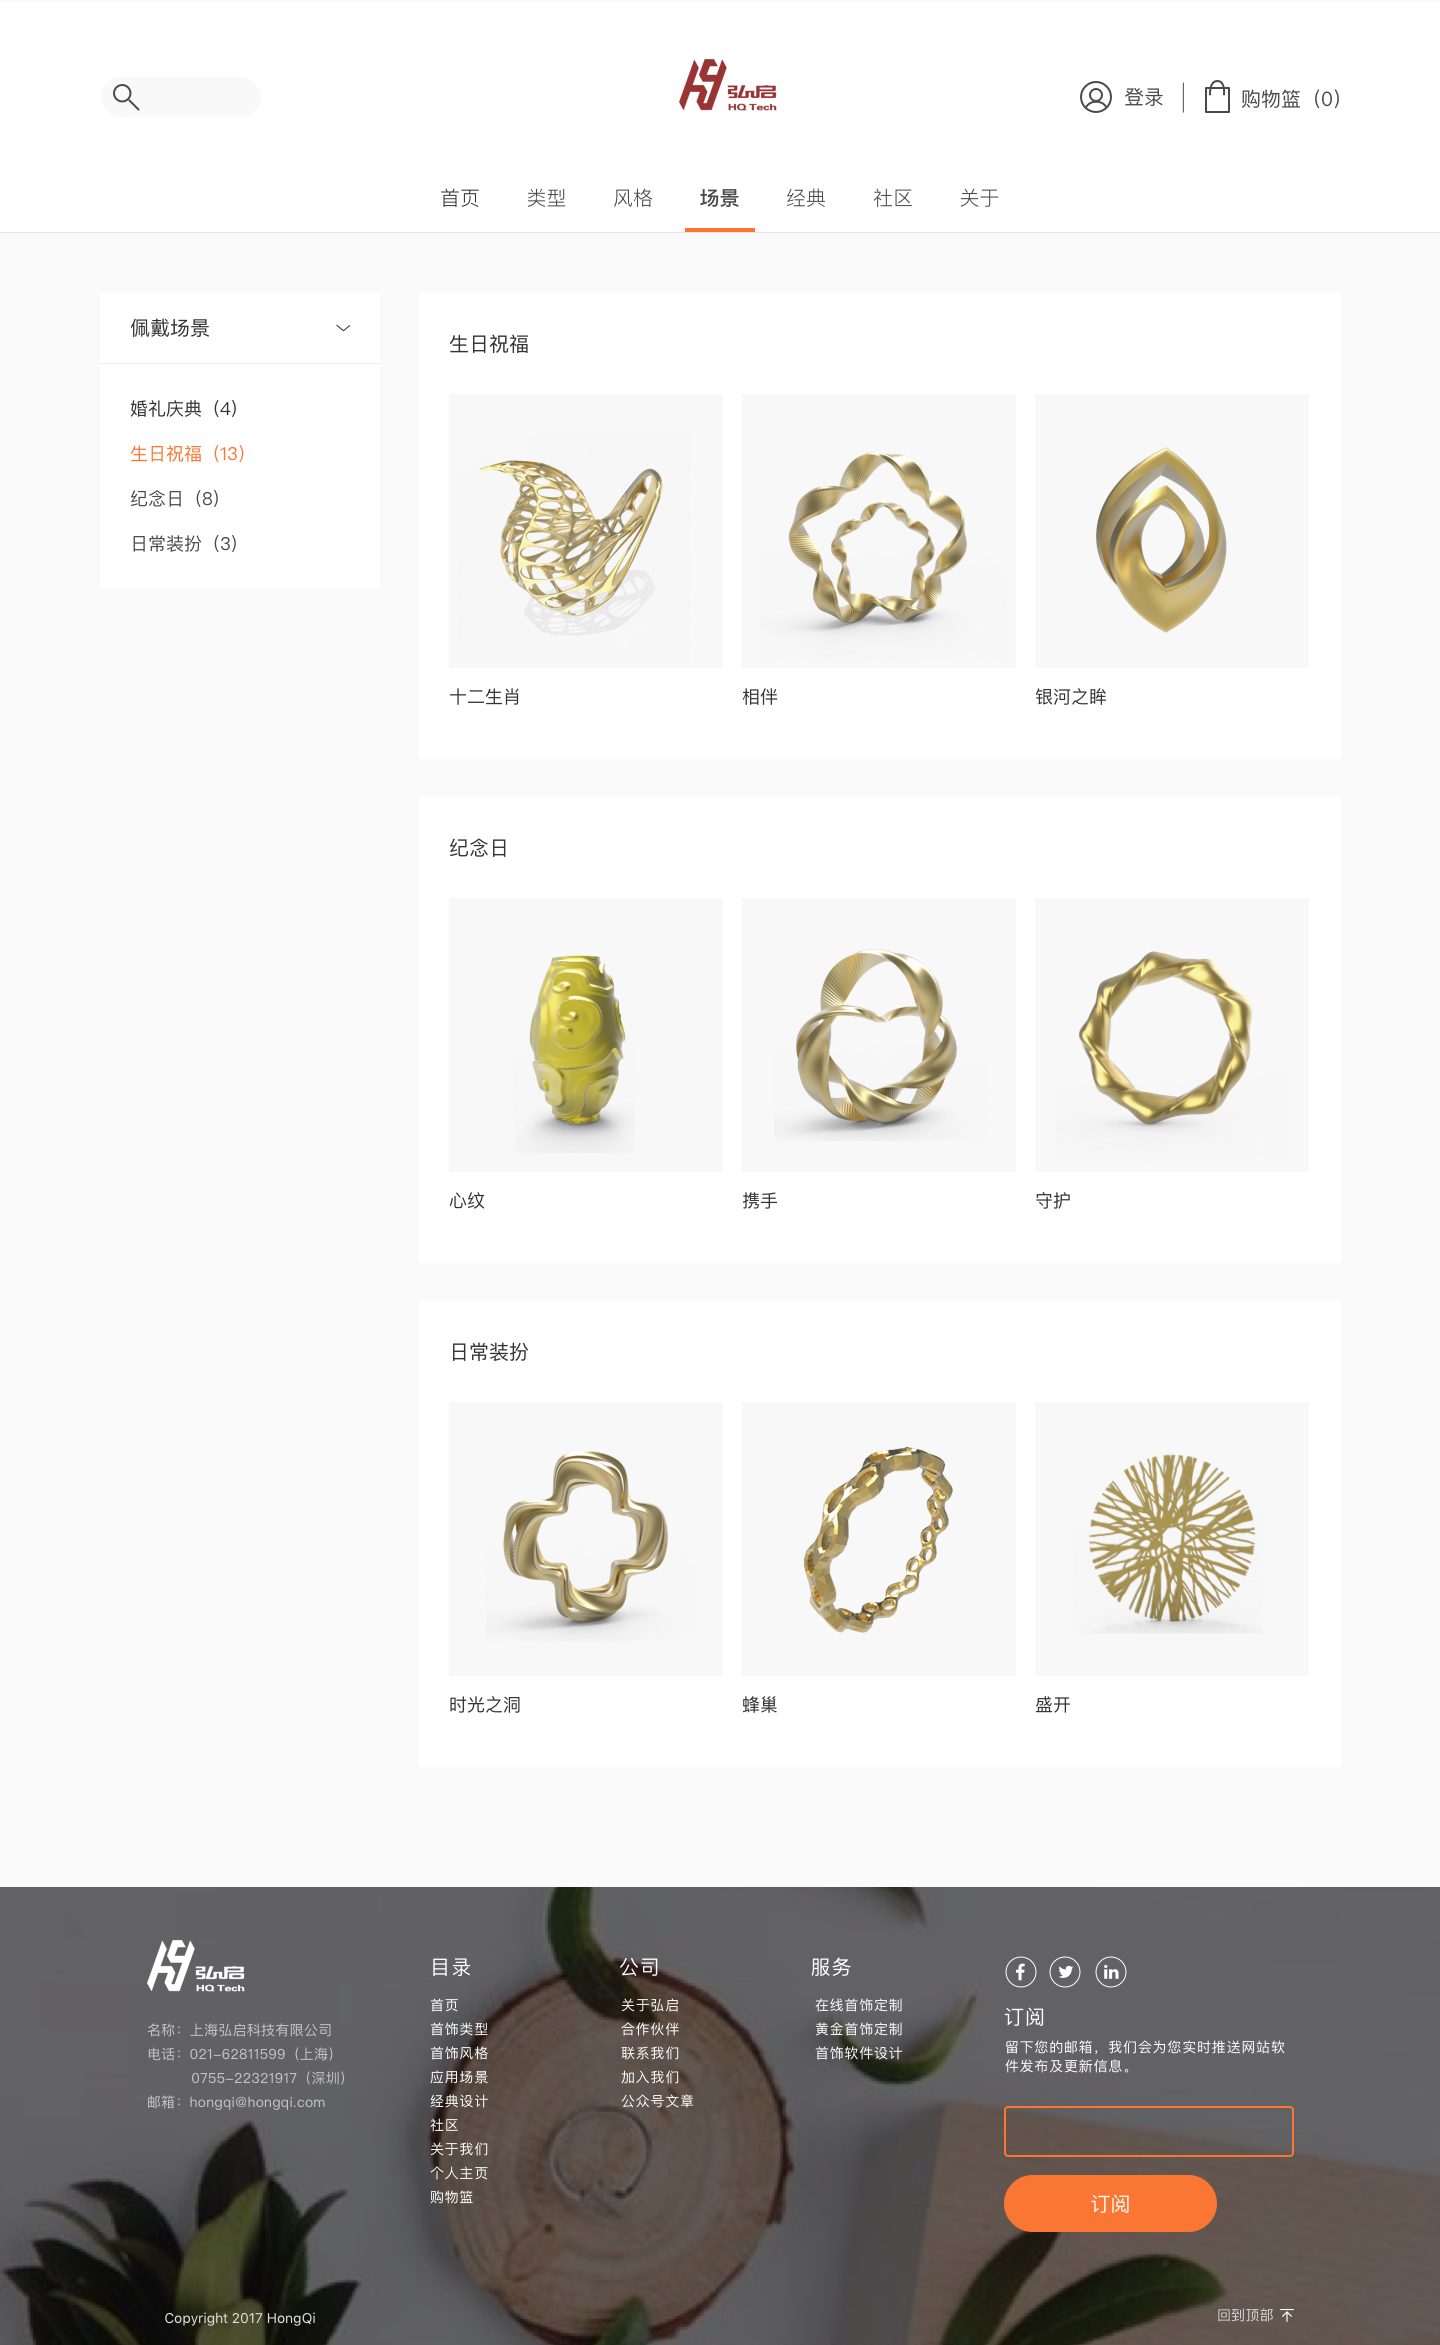 弘启
HQ Tech
登录
购物篮（0）
首页 类型 风格 场景 经典 社区 关于
佩戴场景
婚礼庆典（4）
生日祝福（13）
纪念日（8）
日常装扮（3）
生日祝福
十二生肖
相伴
银河之眸
纪念日
心纹
携手
守护
日常装扮
时光之洞
蜂巢
盛开
弘启
HQ Tech
名称：上海弘启科技有限公司
电话：021-62811599（上海）
0755-22321917（深圳）
邮箱：hongqi@hongqi.com
目录
首页
首饰类型
首饰风格
应用场景
经典设计
社区
关于我们
个人主页
购物篮
公司
关于弘启
合作伙伴
联系我们
加入我们
公众号文章
服务
在线首饰定制
黄金首饰定制
首饰软件设计
订阅
留下您的邮箱，我们会为您实时推送网站软
件发布及更新信息。
订阅
Copyright 2017 HongQi
回到顶部